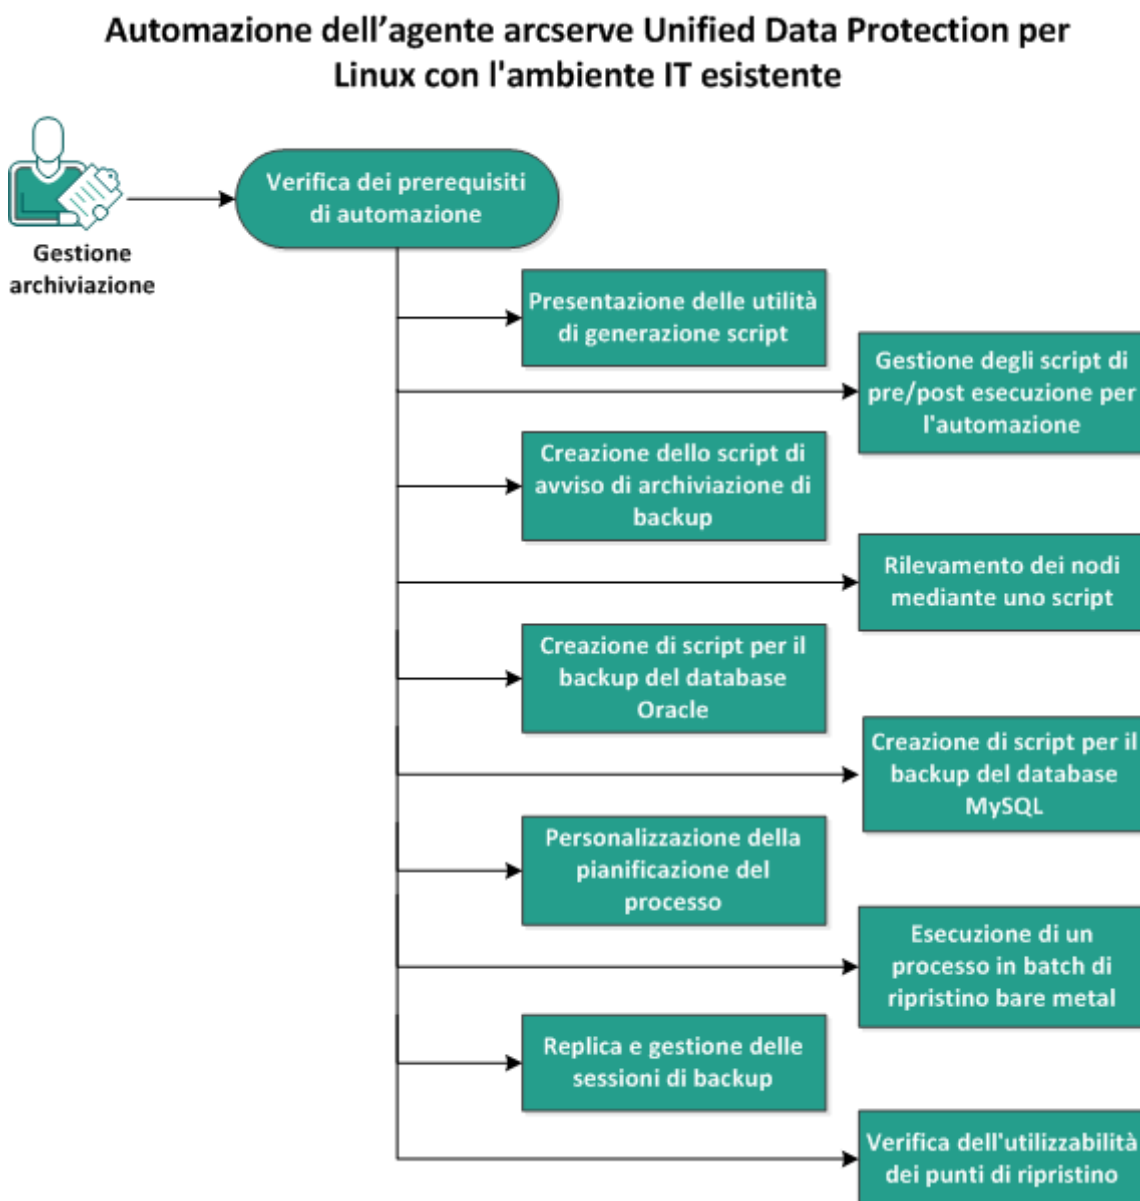 Automazione dell’agente arcserve Unified Data Protection per
Linux con l'ambiente IT esistente
Gestione
archiviazione
Verifica dei prerequisiti
di automazione
Presentazione delle utilità
di generazione script
Gestione degli script di
pre/post esecuzione per
l'automazione
Creazione dello script di
avviso di archiviazione di
backup
Rilevamento dei nodi
mediante uno script
Creazione di script per il
backup del database
Oracle
Creazione di script per il
backup del database
MySQL
Personalizzazione della
pianificazione del
processo
Esecuzione di un
processo in batch di
ripristino bare metal
Replica e gestione delle
sessioni di backup
Verifica dell'utilizzabilità
dei punti di ripristino